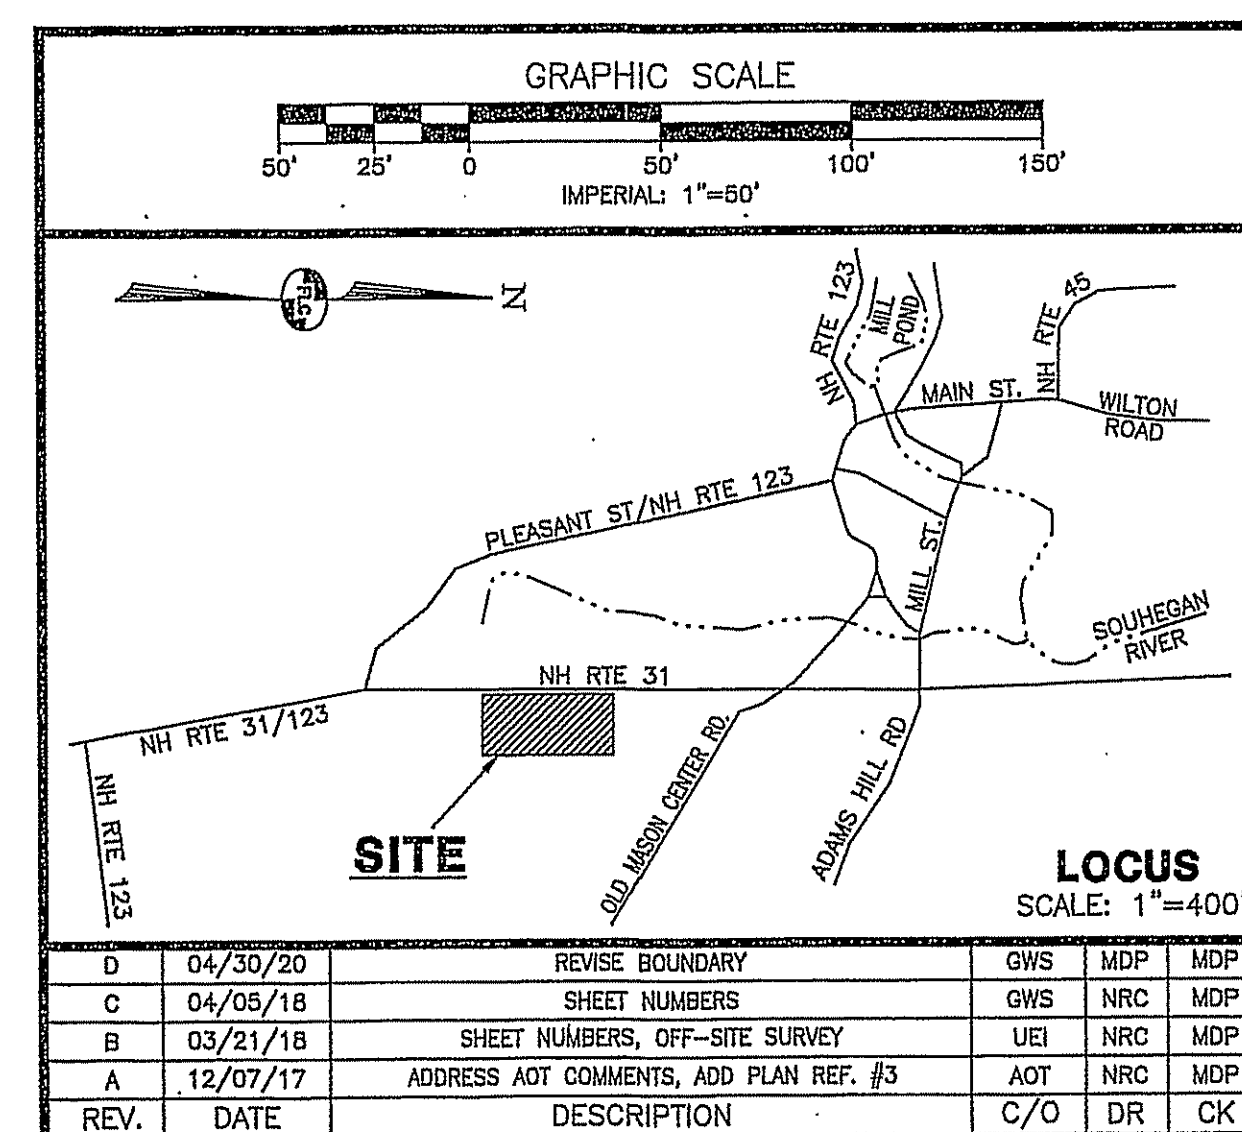 GRAPHIC SCALE
50' 25' 0 50' 100' 150'
IMPERIAL: 1"=50'
FLC
N
NH RTE 123
MILL
POND
NH RTE 45
MAIN ST.
WILTON
ROAD
PLEASANT ST/NH RTE 123
MILL ST.
SOUHEGAN
RIVER
NH RTE 31
NH RTE 31/123
NH RTE 123
SITE
OLD MASON CENTER RD.
ADAMS HILL RD
LOCUS
SCALE: 1"=400'
D 04/30/20 REVISE BOUNDARY GWS MDP MDP
C 04/05/18 SHEET NUMBERS GWS NRC MDP
B 03/21/18 SHEET NUMBERS, OFF-SITE SURVEY UEI NRC MDP
A 12/07/17 ADDRESS AOT COMMENTS, ADD PLAN REF. #3 AOT NRC MDP
REV. DATE DESCRIPTION C/O DR CK